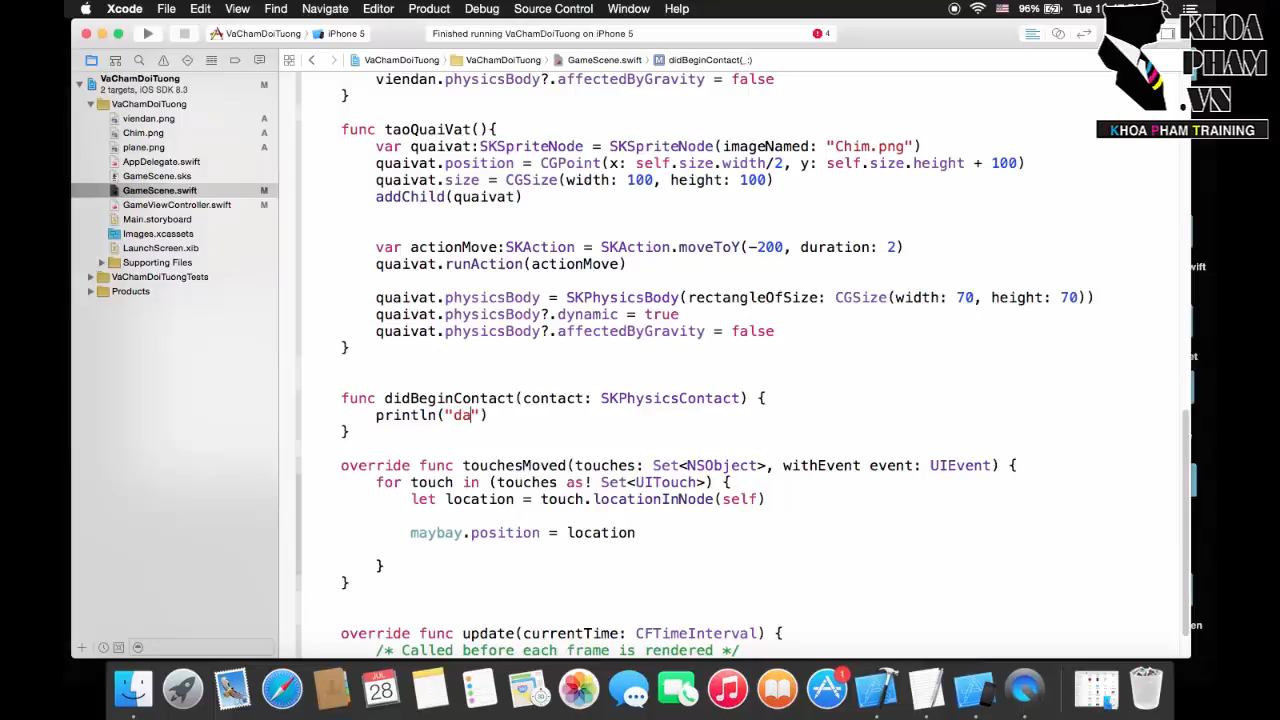 Xcode File Edit View Find Navigate Editor Product Debug Source Control Window Help 96% Tue 1
VaChamDoiTuong iPhone 5 Finished running VaChamDoiTuong on iPhone 5 4
VaChamDoiTuong VaChamDoiTuong GameScene.swift didBeginContact(_:)
VaChamDoiTuong M
2 targets, iOS SDK 8.3
VaChamDoiTuong
viendan.png A
Chim.png A
plane.png A
AppDelegate.swift
GameScene.sks
GameScene.swift M
GameViewController.swift M
Main.storyboard
Images.xcassets
LaunchScreen.xib
Supporting Files
VaChamDoiTuongTests
Products
viendan.physicsBody?.affectedByGravity = false
}
func taoQuaiVat(){
var quaivat:SKSpriteNode = SKSpriteNode(imageNamed: "Chim.png")
quaivat.position = CGPoint(x: self.size.width/2, y: self.size.height + 100)
quaivat.size = CGSize(width: 100, height: 100)
addChild(quaivat)
var actionMove:SKAction = SKAction.moveToY(-200, duration: 2)
quaivat.runAction(actionMove)
quaivat.physicsBody = SKPhysicsBody(rectangleOfSize: CGSize(width: 70, height: 70))
quaivat.physicsBody?.dynamic = true
quaivat.physicsBody?.affectedByGravity = false
}
func didBeginContact(contact: SKPhysicsContact) {
println("da")
}
override func touchesMoved(touches: Set<NSObject>, withEvent event: UIEvent) {
for touch in (touches as! Set<UITouch>) {
let location = touch.locationInNode(self)
maybay.position = location
}
}
override func update(currentTime: CFTimeInterval) {
/* Called before each frame is rendered */
KHOA
PHAM
.VN
KHOA PHAM TRAINING
wift
et
en
JUL
28
1